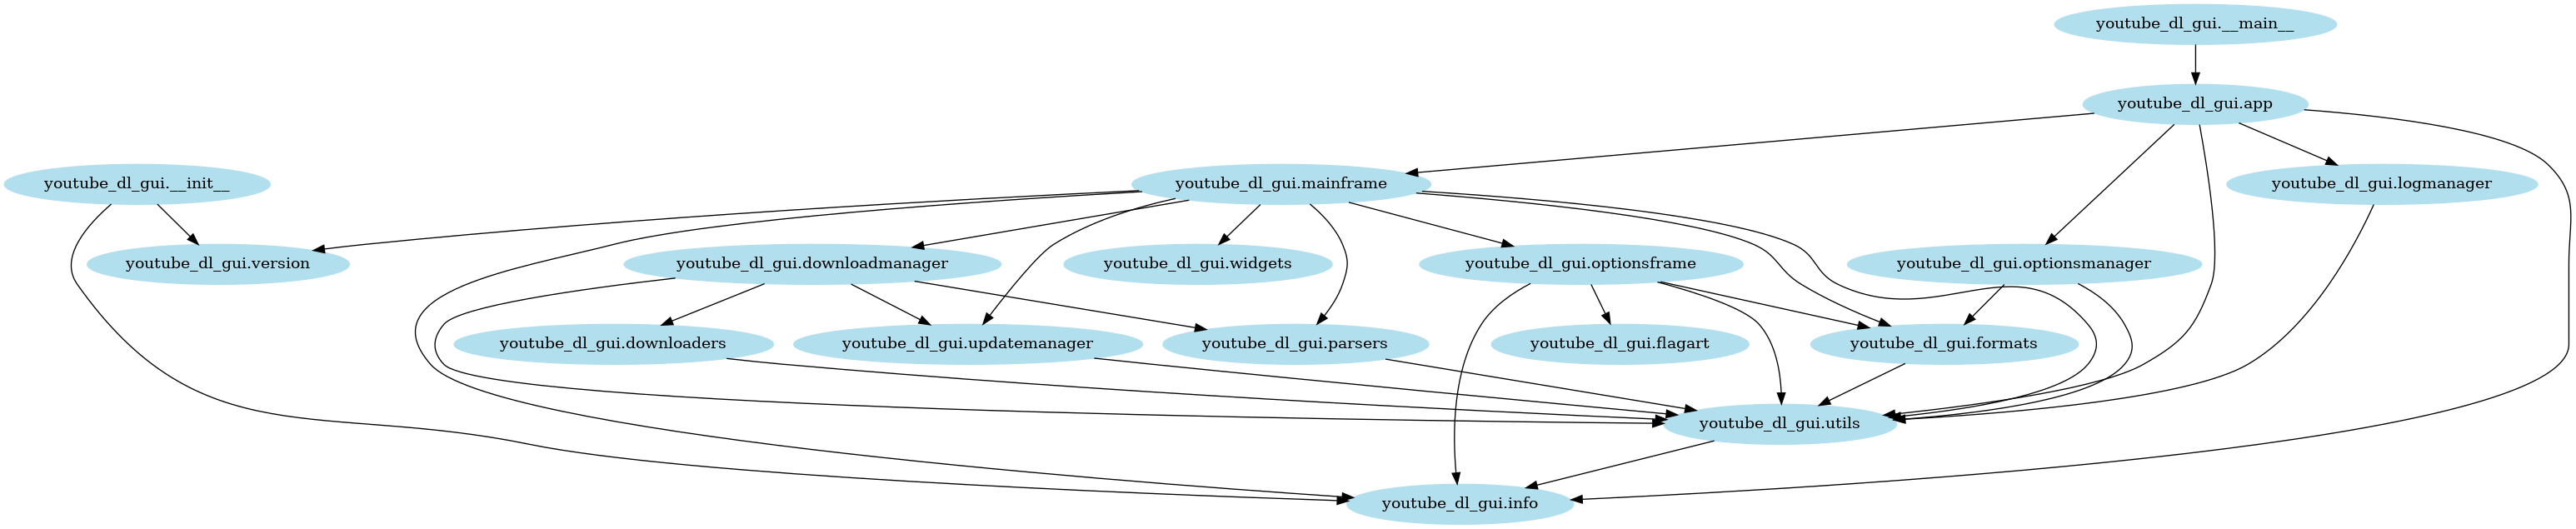 youtube_dl_gui.__main__
youtube_dl_gui.app
youtube_dl_gui.__init__
youtube_dl_gui.mainframe
youtube_dl_gui.logmanager
youtube_dl_gui.version
youtube_dl_gui.downloadmanager
youtube_dl_gui.widgets
youtube_dl_gui.optionsframe
youtube_dl_gui.optionsmanager
youtube_dl_gui.downloaders
youtube_dl_gui.updatemanager
youtube_dl_gui.parsers
youtube_dl_gui.flagart
youtube_dl_gui.formats
youtube_dl_gui.utils
youtube_dl_gui.info